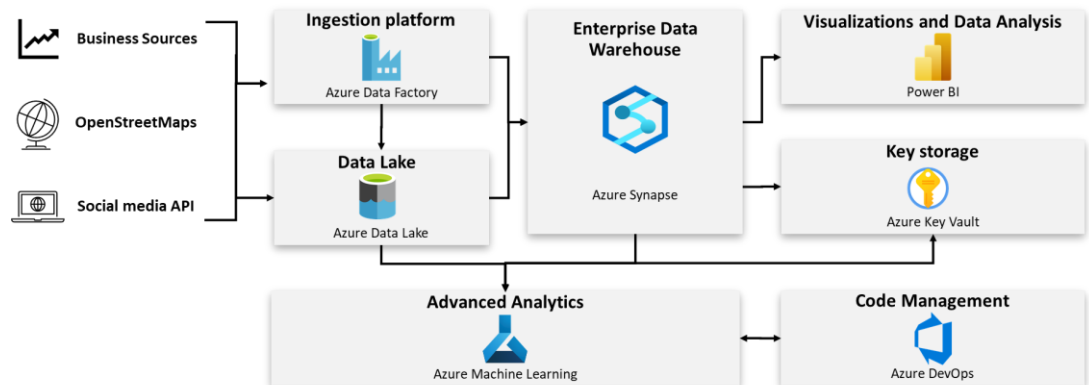 Business Sources
OpenStreetMaps
Social media API
Ingestion platform
Azure Data Factory
Data Lake
Azure Data Lake
Enterprise Data
Warehouse
Azure Synapse
Visualizations and Data Analysis
Power BI
Key storage
Azure Key Vault
Advanced Analytics
Azure Machine Learning
Code Management
Azure DevOps